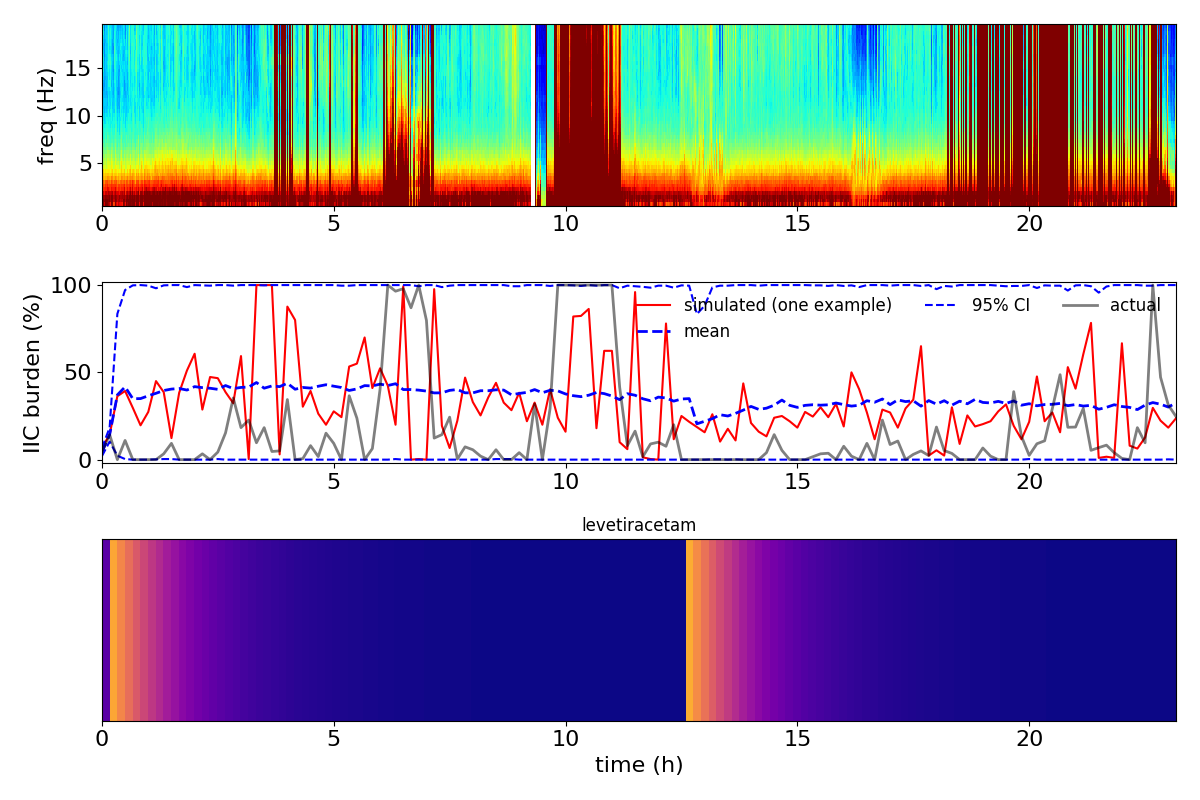 freq (Hz)
15
10
5
0 5 10 15 20
IIC burden (%)
100
50
0
simulated (one example)
mean
95% CI
actual
0 5 10 15 20
levetiracetam
0 5 10 15 20
time (h)